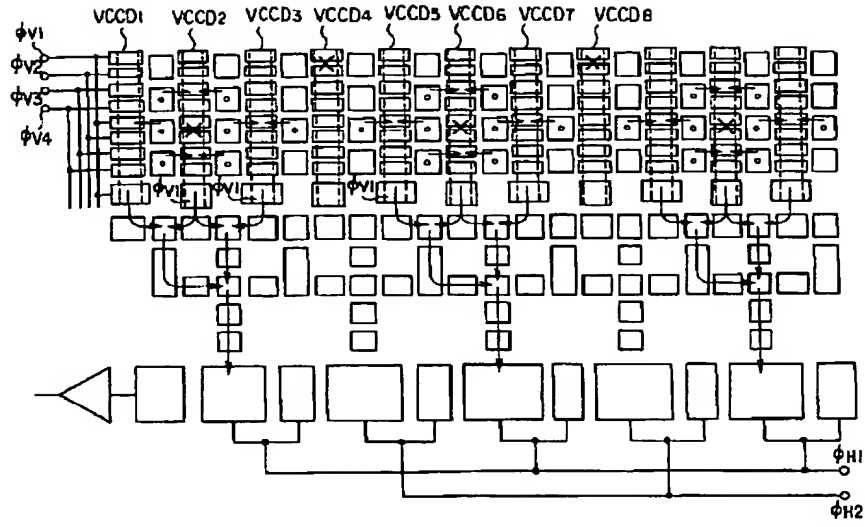 VCCD1 VCCD2 VCCD3 VCCD4 VCCD5 VCCD6 VCCD7 VCCD8
ϕV1
ϕV2
ϕV3
ϕV4
ϕV1 ϕV1 ϕV1
ϕH1
ϕH2